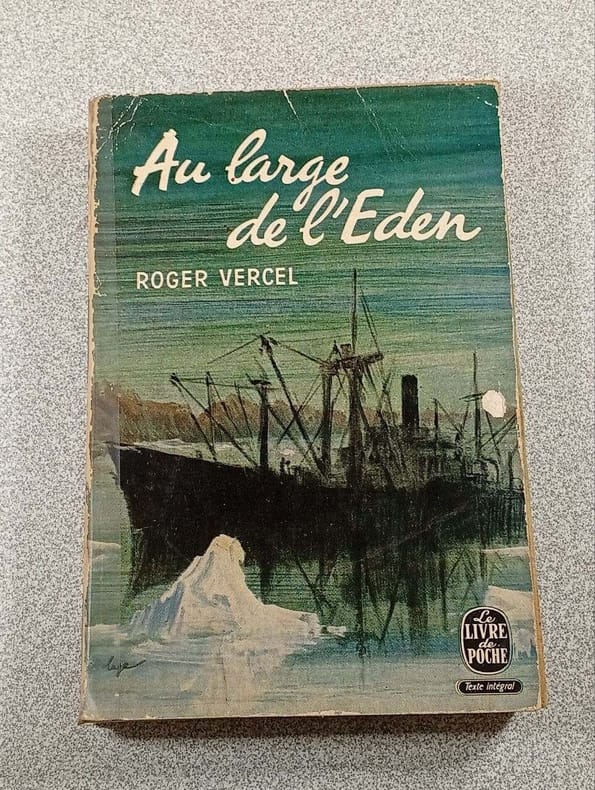 Au large
de l'Eden
ROGER VERCEL
Le
LIVRE
de
POCHE
Texte intégral